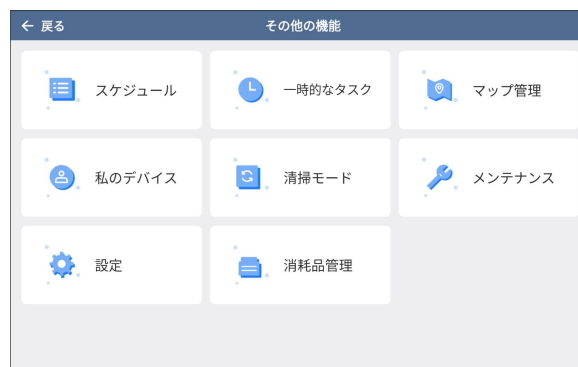 戻る
その他の機能
スケジュール
一時的なタスク
マップ管理
私のデバイス
清掃モード
メンテナンス
設定
消耗品管理